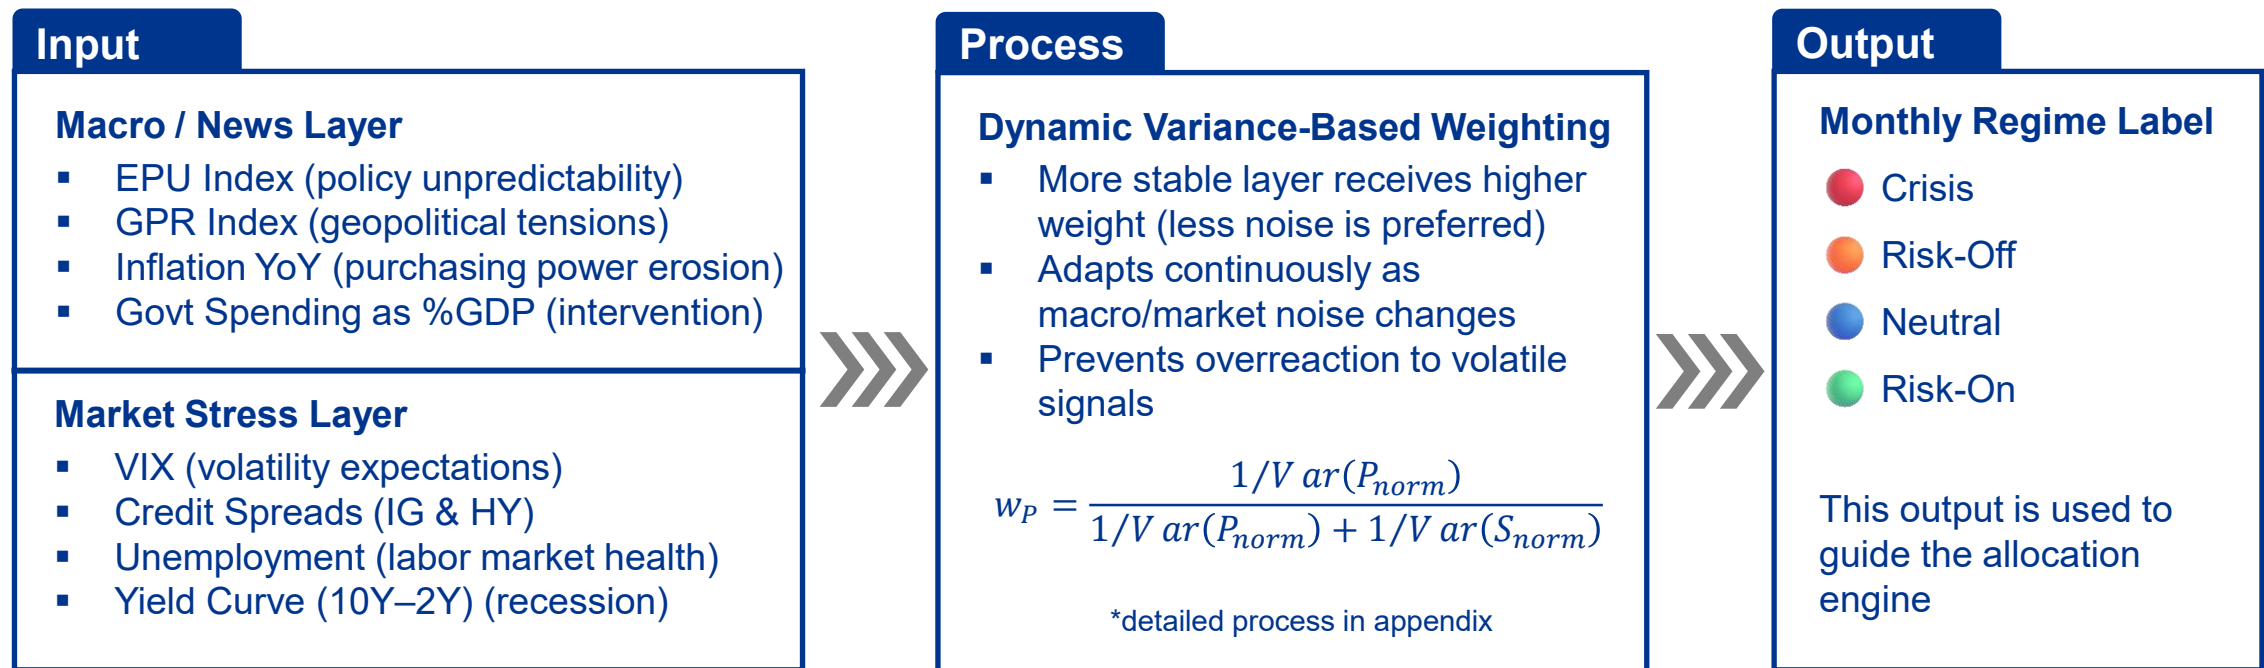 Input
Macro / News Layer
▪ EPU Index (policy unpredictability)
▪ GPR Index (geopolitical tensions)
▪ Inflation YoY (purchasing power erosion)
▪ Govt Spending as %GDP (intervention)
Market Stress Layer
▪ VIX (volatility expectations)
▪ Credit Spreads (IG & HY)
▪ Unemployment (labor market health)
▪ Yield Curve (10Y–2Y) (recession)
Process
Dynamic Variance-Based Weighting
▪ More stable layer receives higher
weight (less noise is preferred)
▪ Adapts continuously as
macro/market noise changes
▪ Prevents overreaction to volatile
signals
1/V ar(P_norm)
w_P =
1/V ar(P_norm) + 1/V ar(S_norm)
*detailed process in appendix
Output
Monthly Regime Label
Crisis
Risk-Off
Neutral
Risk-On
This output is used to
guide the allocation
engine